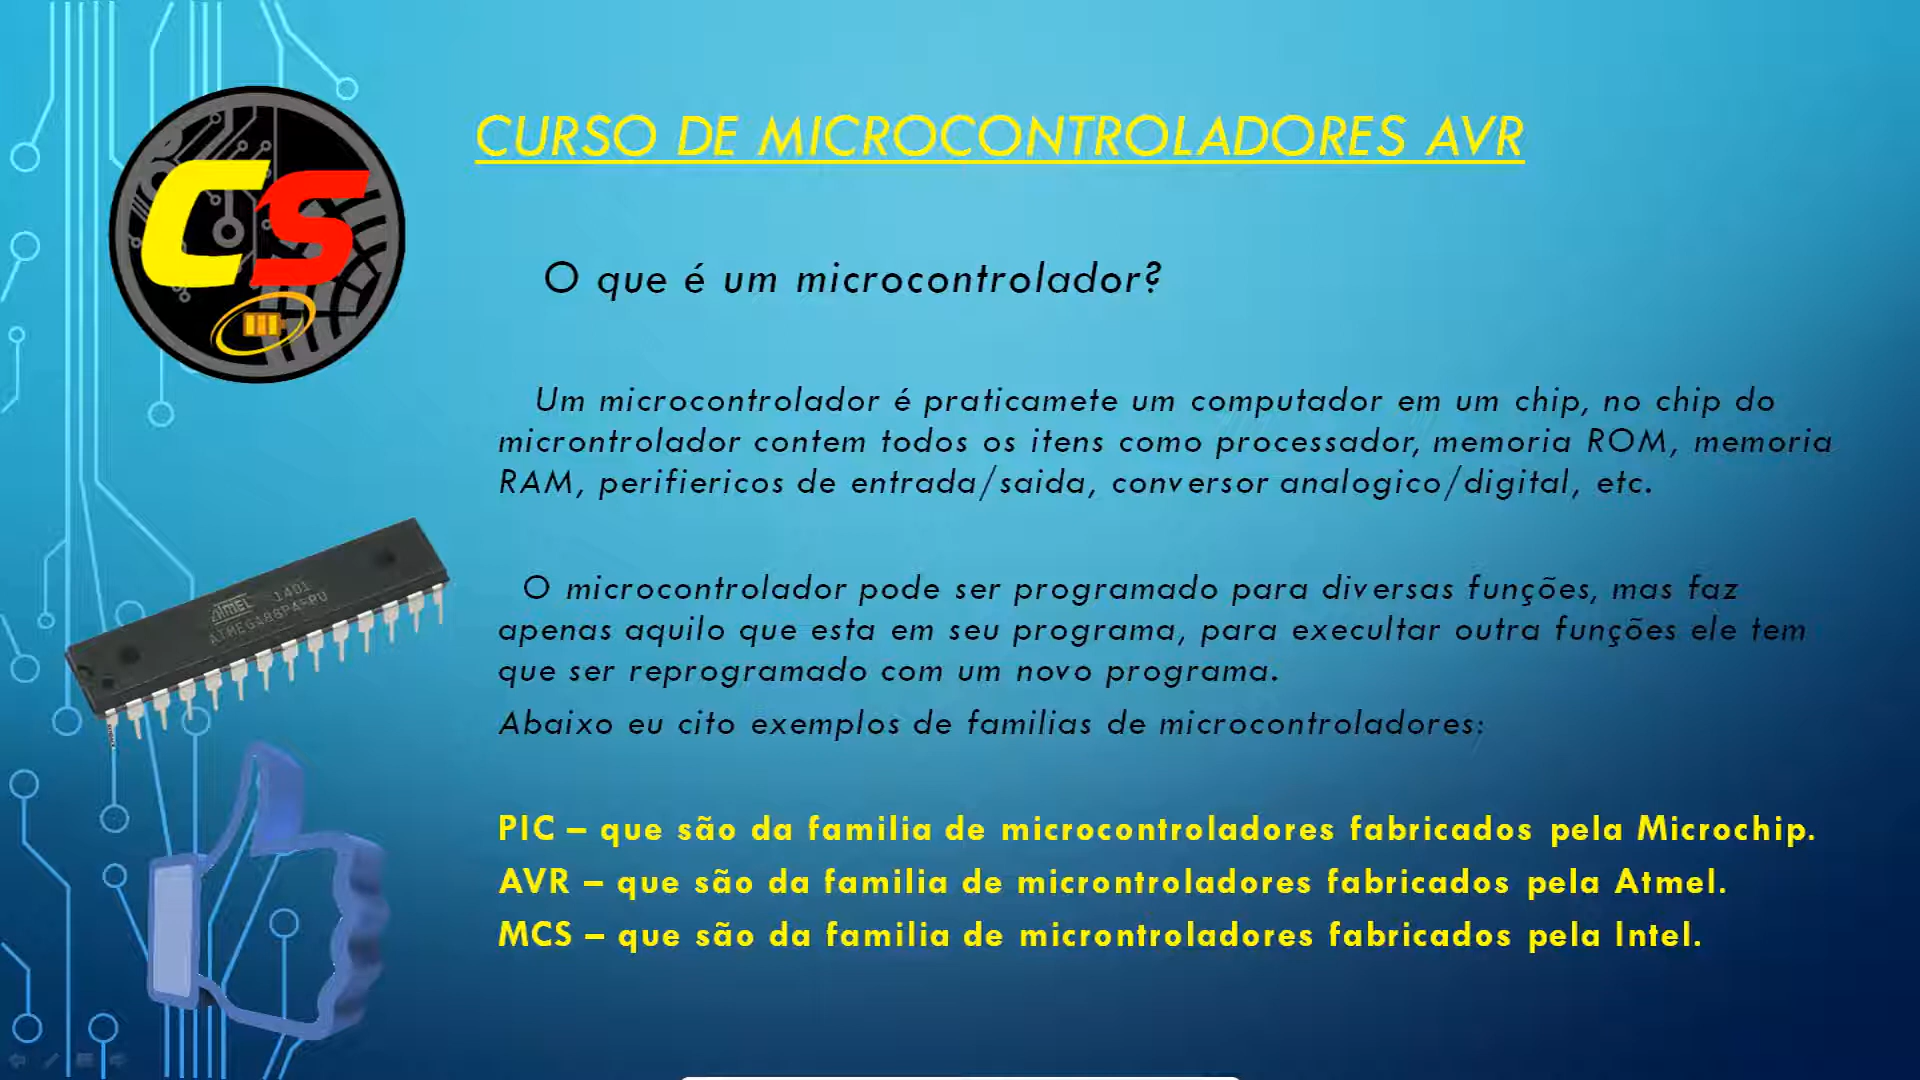 CURSO DE MICROCONTROLADORES AVR
CS
O que é um microcontrolador?
Um microcontrolador é praticamete um computador em um chip, no chip do
microntrolador contem todos os itens como processador, memoria ROM, memoria
RAM, perifiericos de entrada/saida, conversor analogico/digital, etc.
ATMEL 1401
O microcontrolador pode ser programado para diversas funções, mas faz
apenas aquilo que esta em seu programa, para execultar outra funções ele tem
que ser reprogramado com um novo programa.
Abaixo eu cito exemplos de familias de microcontroladores:
PIC – que são da familia de microcontroladores fabricados pela Microchip.
AVR – que são da familia de microntroladores fabricados pela Atmel.
MCS – que são da familia de microntroladores fabricados pela Intel.